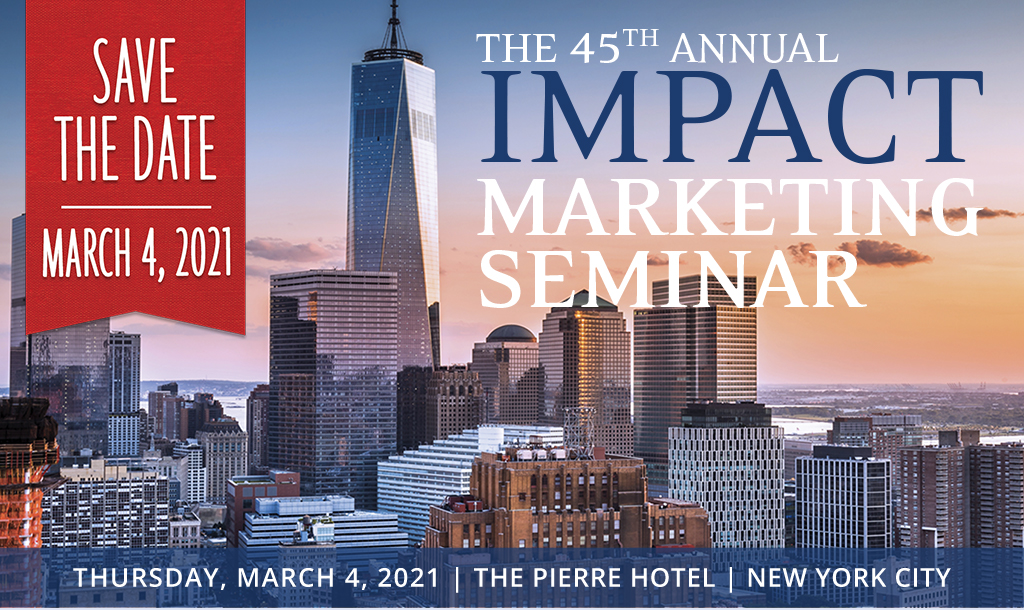 SAVE
THE DATE
MARCH 4, 2021
THE 45TH ANNUAL
IMPACT
MARKETING
SEMINAR
THURSDAY, MARCH 4, 2021 | THE PIERRE HOTEL | NEW YORK CITY